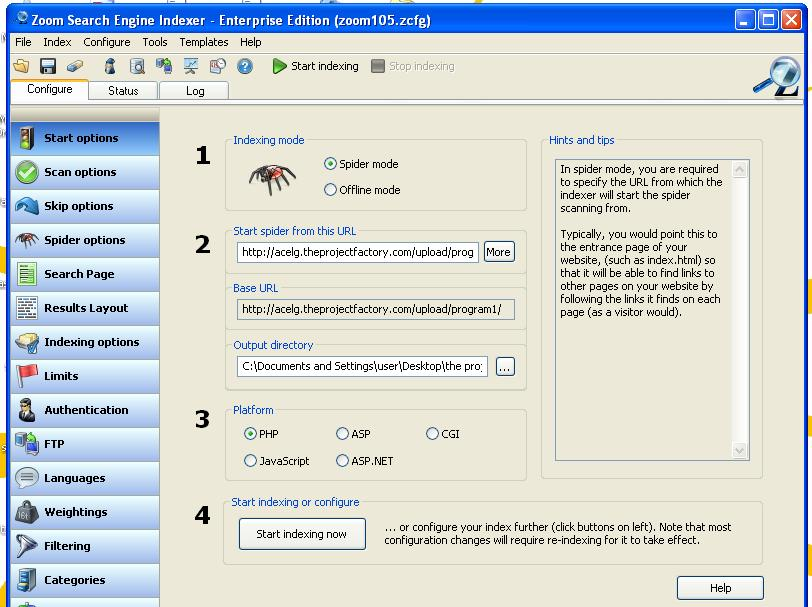 Zoom Search Engine Indexer - Enterprise Edition (zoom105.zcfg)
File Index Configure Tools Templates Help
Start indexing Stop indexing
Configure Status Log
Start options
Scan options
Skip options
Spider options
Search Page
Results Layout
Indexing options
Limits
Authentication
FTP
Languages
Weightings
Filtering
Categories
1
Indexing mode
Spider mode
Offline mode
2
Start spider from this URL
http://acelg.theprojectfactory.com/upload/prog
More
Base URL
http://acelg.theprojectfactory.com/upload/program1/
Output directory
C:\Documents and Settings\user\Desktop\the pro
...
3
Platform
PHP ASP CGI
JavaScript ASP.NET
4
Start indexing or configure
Start indexing now
... or configure your index further (click buttons on left). Note that most
configuration changes will require re-indexing for it to take effect.
Hints and tips
In spider mode, you are required
to specify the URL from which the
indexer will start the spider
scanning from.
Typically, you would point this to
the entrance page of your
website, (such as index.html) so
that it will be able to find links to
other pages on your website by
following the links it finds on each
page (as a visitor would).
Help